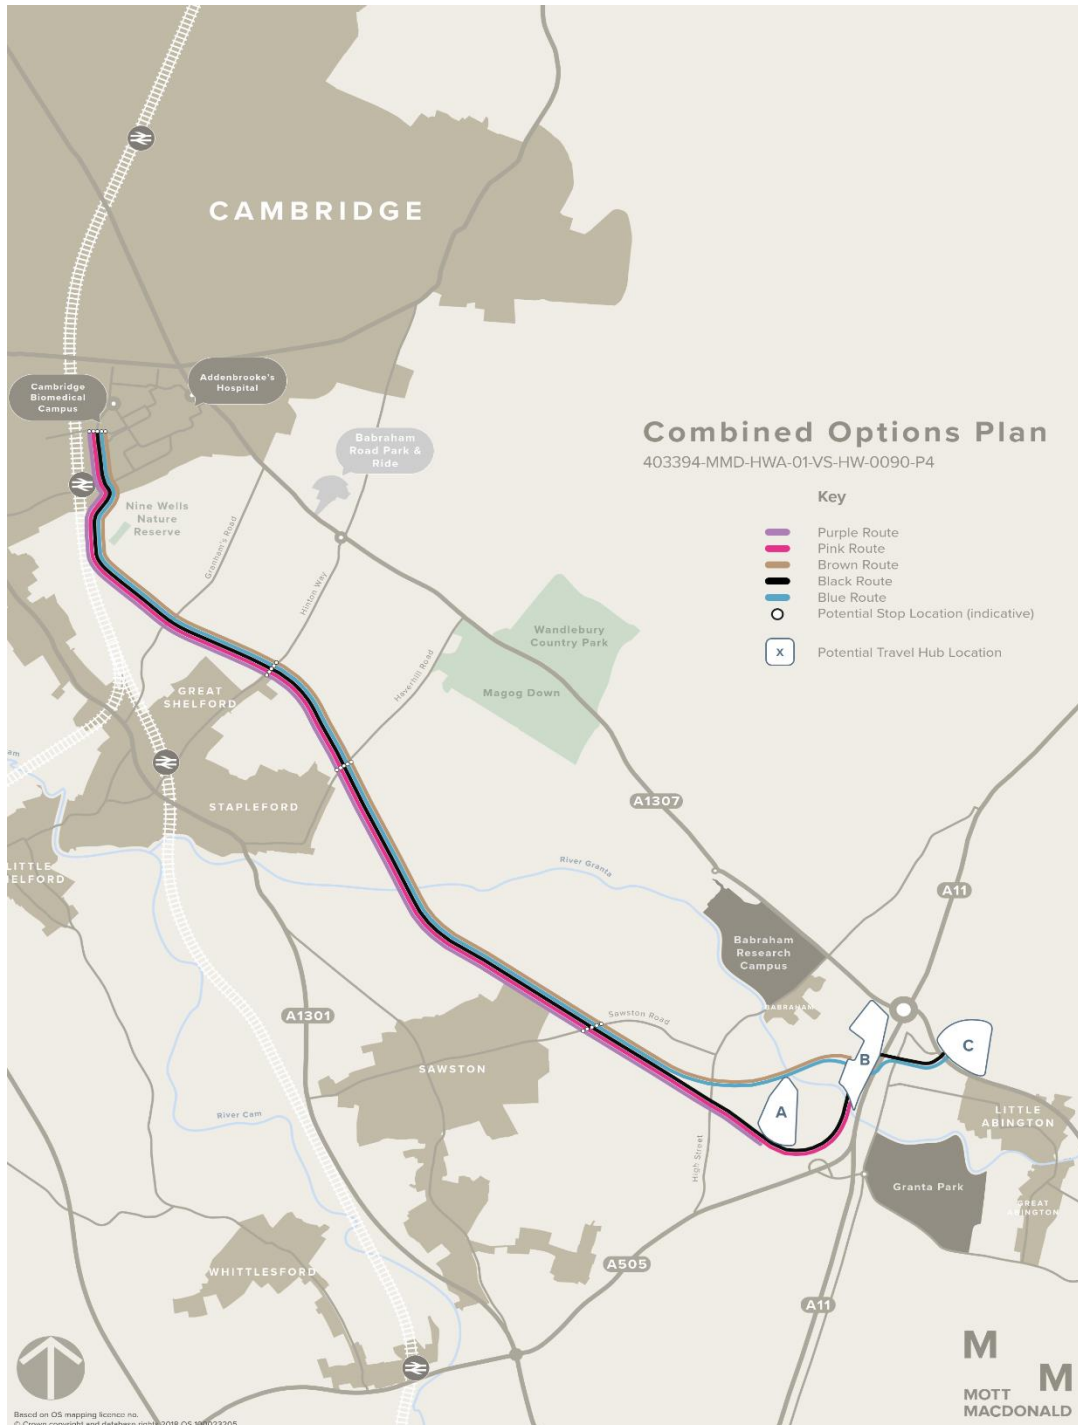 CAMBRIDGE
Cambridge
Biomedical
Campus
Addenbrooke's
Hospital
Babraham
Road Park &
Ride
Combined Options Plan
403394-MMD-HWA-01-VS-HW-0090-P4
Key
Purple Route
Pink Route
Brown Route
Black Route
Blue Route
Potential Stop Location (indicative)
X
Potential Travel Hub Location
Nine Wells
Nature
Reserve
Granham's Road
Hinton Way
Haverhill Road
Wandlebury
Country Park
Magog Down
GREAT
SHELFORD
STAPLEFORD
A1307
River Granta
A11
Babraham
Research
Campus
BABRAHAM
A1301
Sawston Road
SAWSTON
B
C
A
River Cam
High Street
LITTLE
ABINGTON
Granta Park
GREAT
ABINGTON
WHITTLESFORD
A505
A11
M
M
MOTT
MACDONALD
Based on OS mapping licence no.